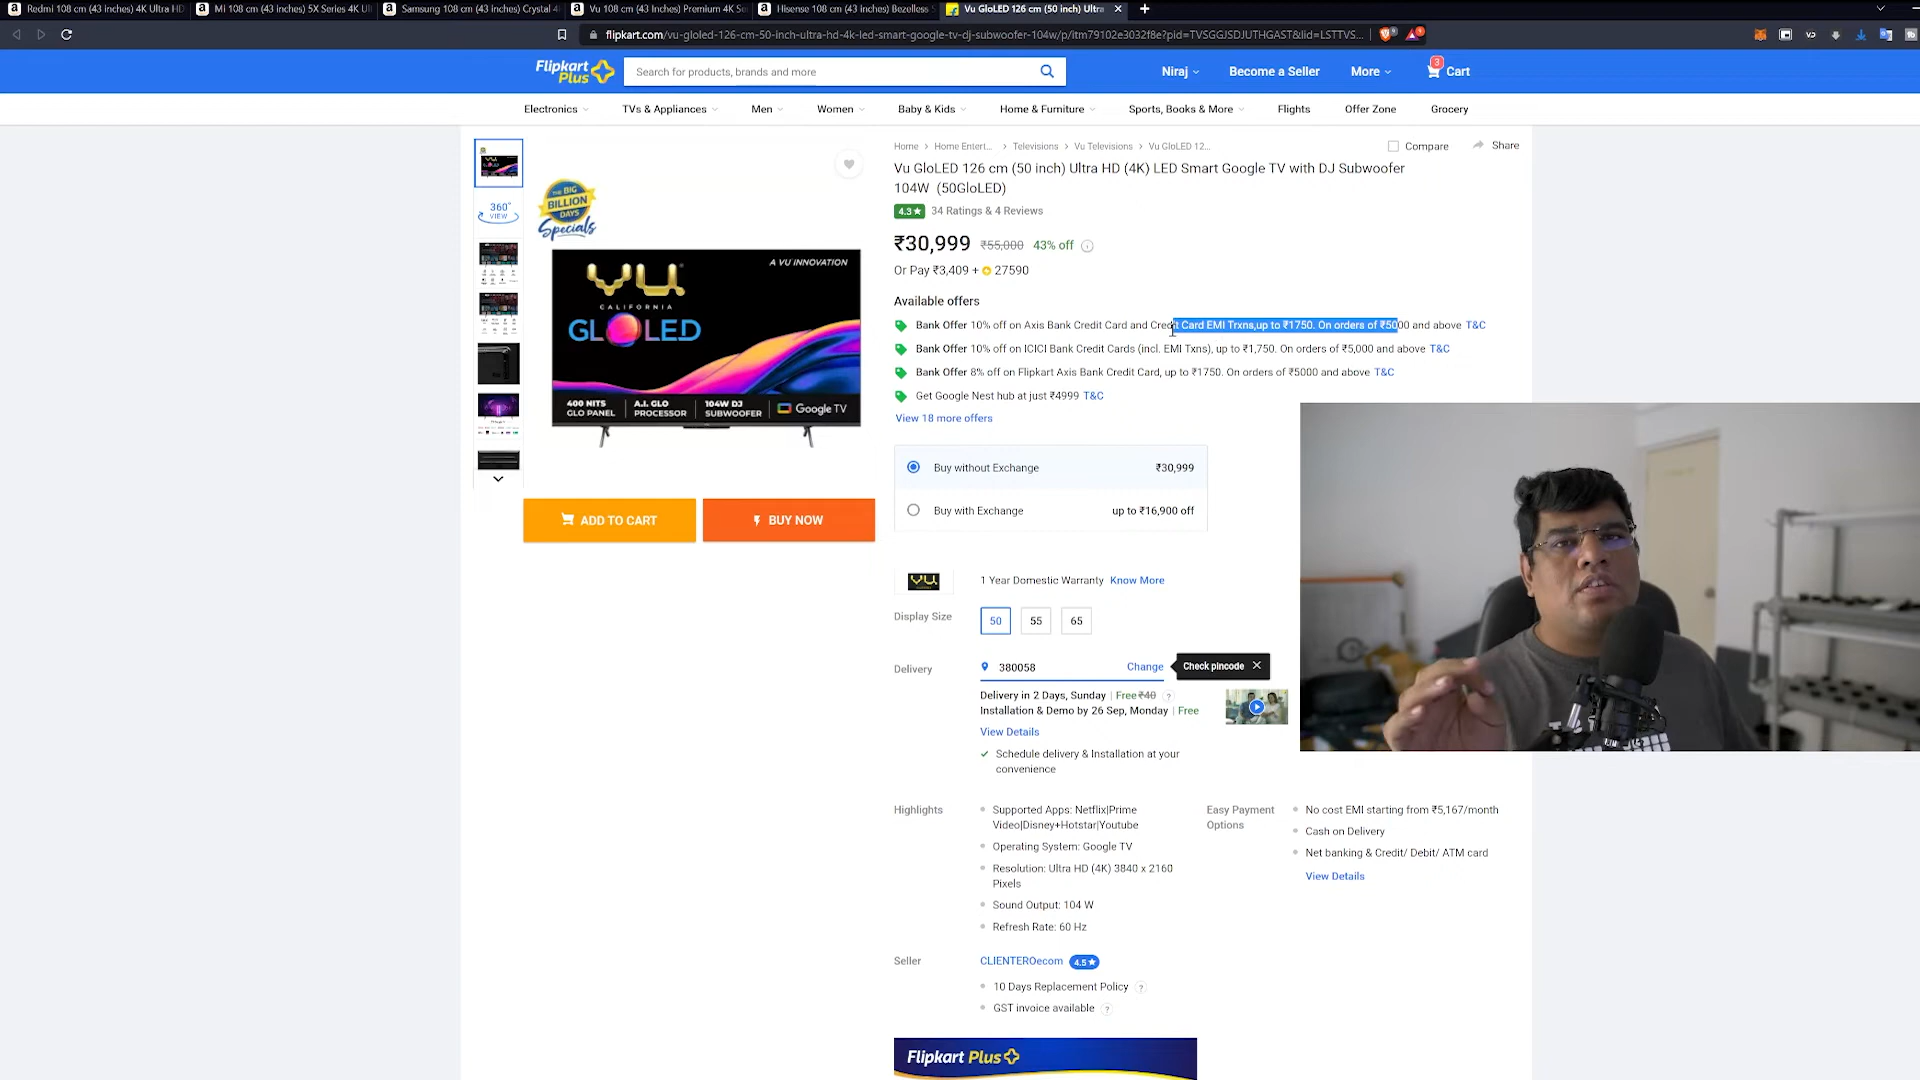 Redmi 108 cm (43 inches) 4K Ultra HD
Mi 108 cm (43 inches) 5X Series 4K Ul
Samsung 108 cm (43 inches) Crystal 4
Vu 108 cm (43 Inches) Premium 4K S
Hisense 108 cm (43 inches) Bezelless S
Vu GloLED 126 cm (50 inch) Ultra
flipkart.com/vu-gloled-126-cm-50-inch-ultra-hd-4k-led-smart-google-tv-dj-subwoofer-104w/p/itm79102e3032f8e?pid=TVSGGJSDJUTHGAST&lid=LSTTVS...
Flipkart
Plus
Search for products, brands and more
Niraj
Become a Seller
More
3
Cart
Electronics
TVs & Appliances
Men
Women
Baby & Kids
Home & Furniture
Sports, Books & More
Flights
Offer Zone
Grocery
Home > Home Entert... > Televisions > Vu Televisions > Vu GloLED 12...
Compare
Share
Vu GloLED 126 cm (50 inch) Ultra HD (4K) LED Smart Google TV with DJ Subwoofer
104W (50GloLED)
4.3★ 34 Ratings & 4 Reviews
₹30,999 ₹55,000 43% off
Or Pay ₹3,409 + 27590
360°
VIEW
THE BIG
BILLION
DAYS
Specials
A VU INNOVATION
VU
CALIFORNIA
GLOLED
400 NITS
GLO PANEL
A.I. GLO
PROCESSOR
104W DJ
SUBWOOFER
Google TV
ADD TO CART
BUY NOW
Available offers
Bank Offer 10% off on Axis Bank Credit Card and Credit Card EMI Trxns,up to ₹1750. On orders of ₹5000 and above T&C
Bank Offer 10% off on ICICI Bank Credit Cards (incl. EMI Txns), up to ₹1,750. On orders of ₹5,000 and above T&C
Bank Offer 8% off on Flipkart Axis Bank Credit Card, up to ₹1750. On orders of ₹5000 and above T&C
Get Google Nest hub at just ₹4999 T&C
View 18 more offers
Buy without Exchange ₹30,999
Buy with Exchange up to ₹16,900 off
VU
1 Year Domestic Warranty Know More
Display Size
50
55
65
Delivery
380058
Change
Check pincode
Delivery in 2 Days, Sunday | Free ₹40 ?
Installation & Demo by 26 Sep, Monday | Free
View Details
Schedule delivery & Installation at your
convenience
Highlights
Supported Apps: Netflix|Prime
Video|Disney+Hotstar|Youtube
Operating System: Google TV
Resolution: Ultra HD (4K) 3840 x 2160
Pixels
Sound Output: 104 W
Refresh Rate: 60 Hz
Easy Payment
Options
No cost EMI starting from ₹5,167/month
Cash on Delivery
Net banking & Credit/ Debit/ ATM card
View Details
Seller
CLIENTEROecom 4.5★
10 Days Replacement Policy ?
GST invoice available ?
Flipkart Plus